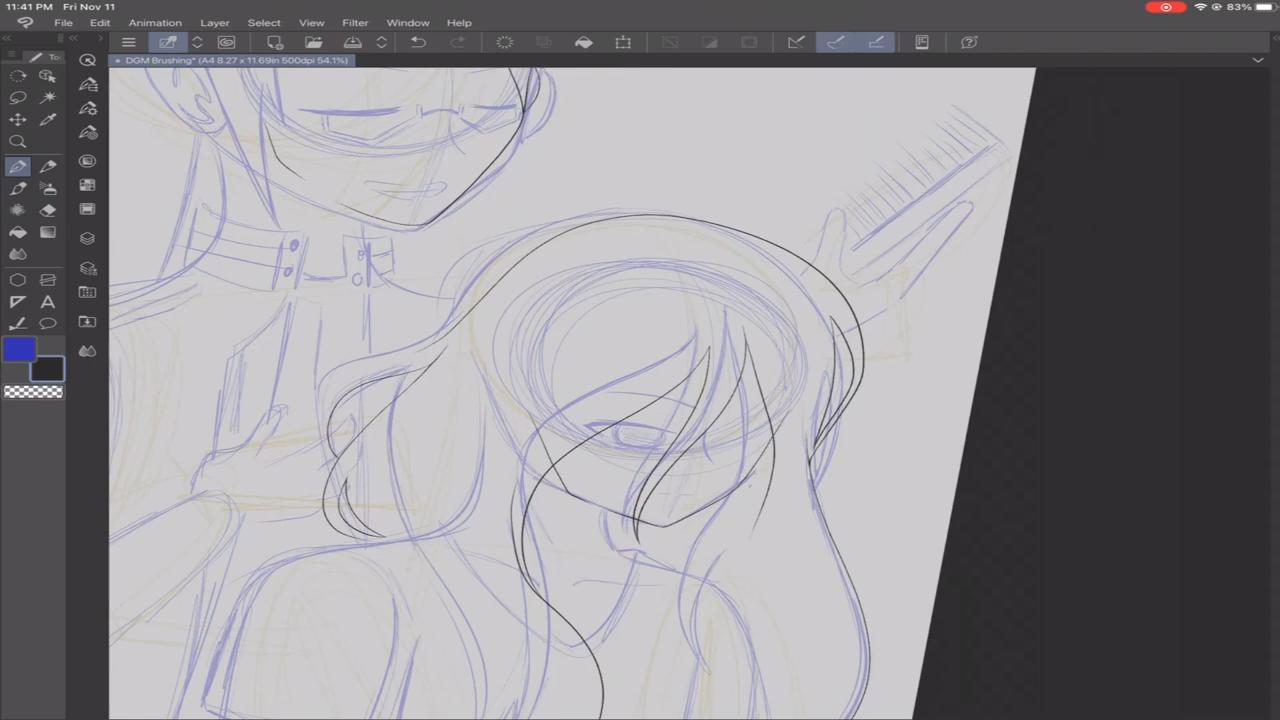 11:41 PM Fri Nov 11
83%
File Edit Animation Layer Select View Filter Window Help
To
DGM Brushing* (A4 8.27 x 11.69in 500dpi 54.1%)
A